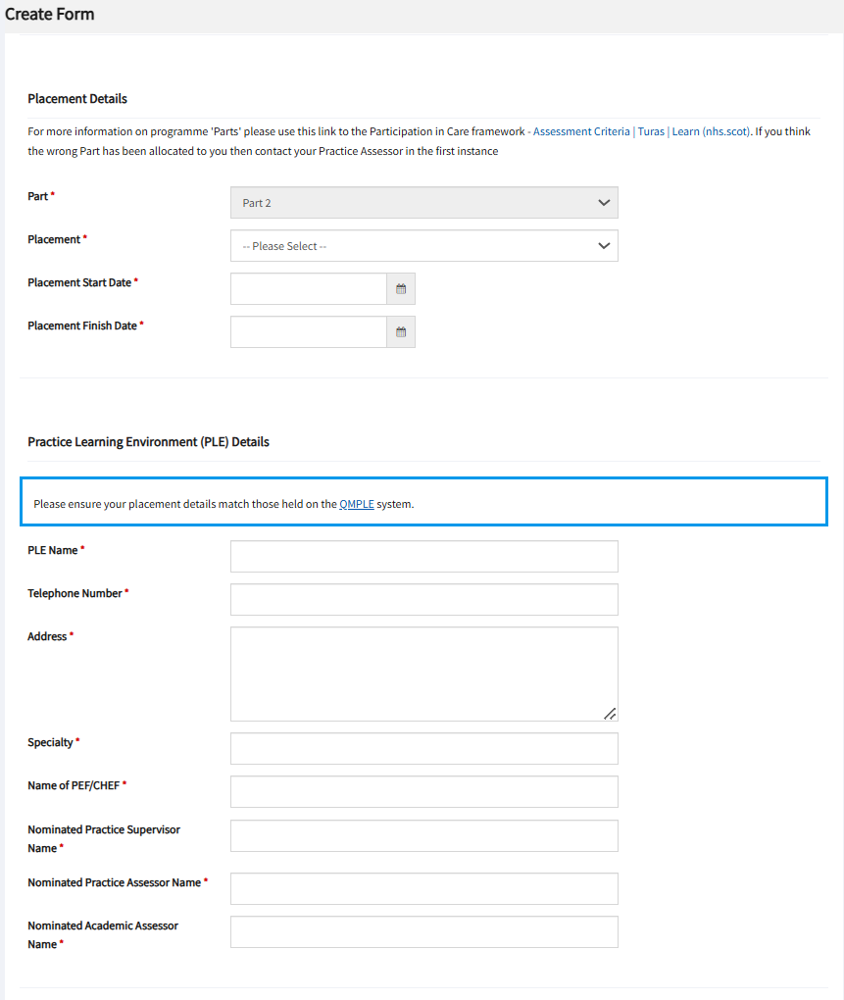 Create Form
Placement Details
For more information on programme 'Parts' please use this link to the Participation in Care framework - Assessment Criteria | Turas | Learn (nhs.scot). If you think
the wrong Part has been allocated to you then contact your Practice Assessor in the first instance
Part *
Part 2
Placement *
-- Please Select --
Placement Start Date *
Placement Finish Date *
Practice Learning Environment (PLE) Details
Please ensure your placement details match those held on the QMPLE system.
PLE Name *
Telephone Number *
Address *
Specialty *
Name of PEF/CHEF *
Nominated Practice Supervisor
Name *
Nominated Practice Assessor Name *
Nominated Academic Assessor
Name *